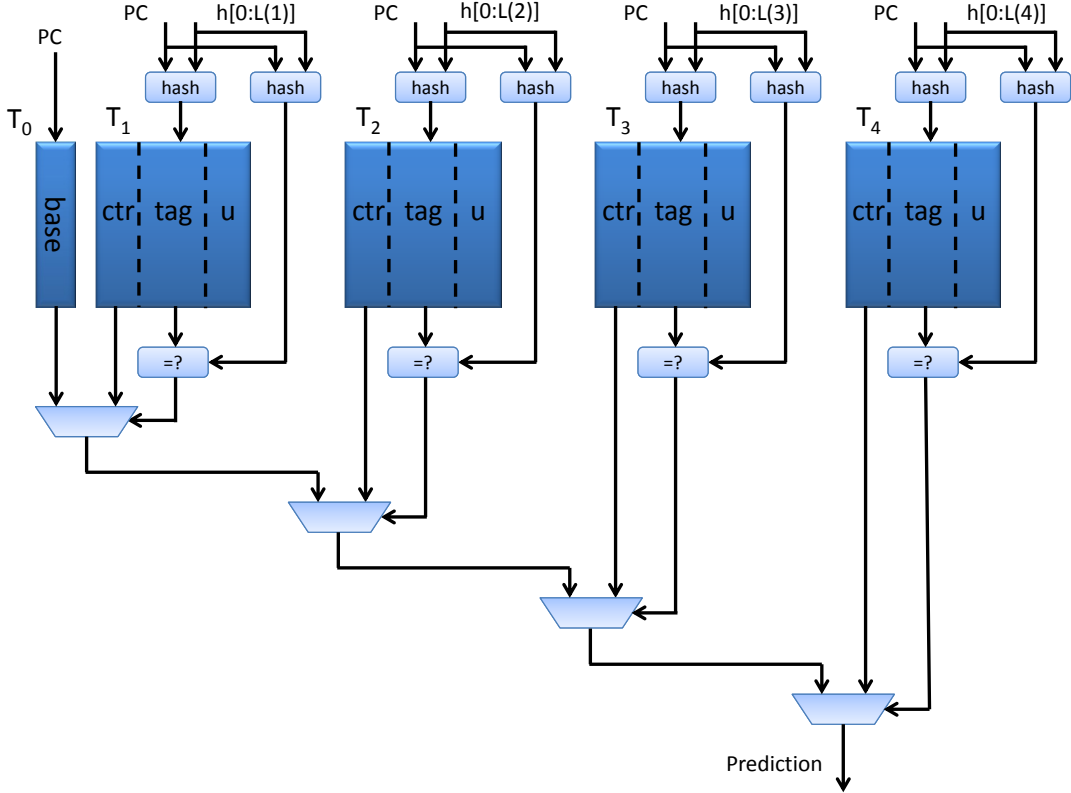 PC h[0:L(1)] PC h[0:L(2)] PC h[0:L(3)] PC h[0:L(4)]
PC
hash hash hash hash hash hash hash hash
T0 T1 T2 T3 T4
base ctr tag u ctr tag u ctr tag u ctr tag u
=? =? =? =?
Prediction